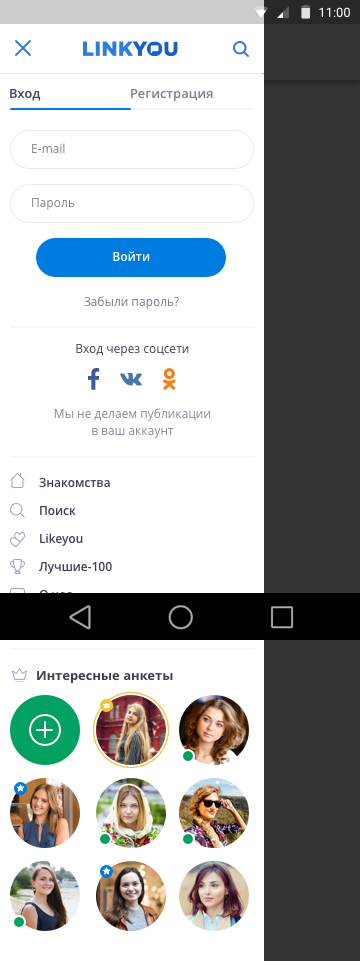 11:00
LINKYOU
Вход Регистрация
E-mail
Пароль
Войти
Забыли пароль?
Вход через соцсети
Мы не делаем публикации
в ваш аккаунт
Знакомства
Поиск
Likeyou
Лучшие-100
Интересные анкеты